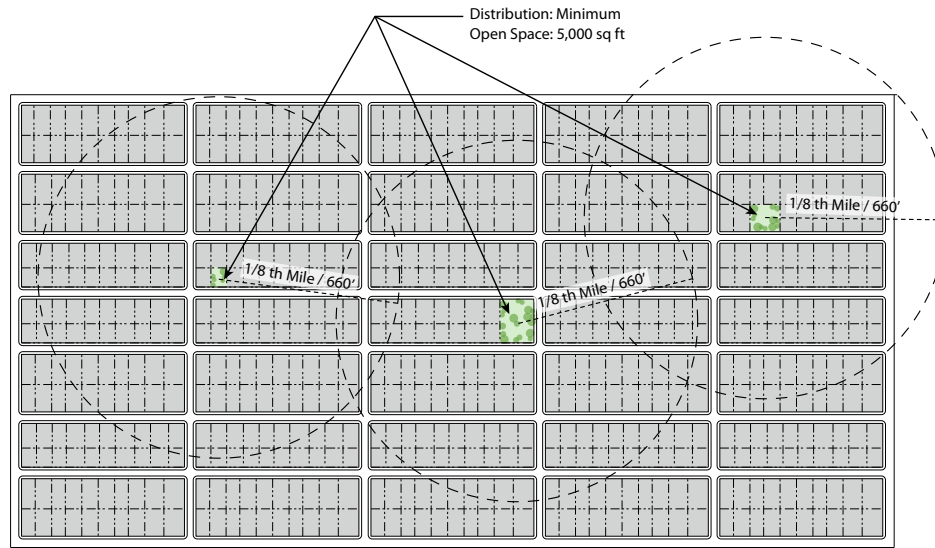 Distribution: Minimum
Open Space: 5,000 sq ft
1/8 th Mile / 660’
1/8 th Mile / 660’
1/8 th Mile / 660’